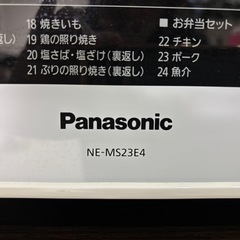 18 焼きいも
19 鶏の照り焼き
20 塩さば・塩ざけ(裏返し)
21 ぶりの照り焼き(裏返し)
■お弁当セット
22 チキン
23 ポーク
24 魚介
返し)
Panasonic
NE-MS23E4